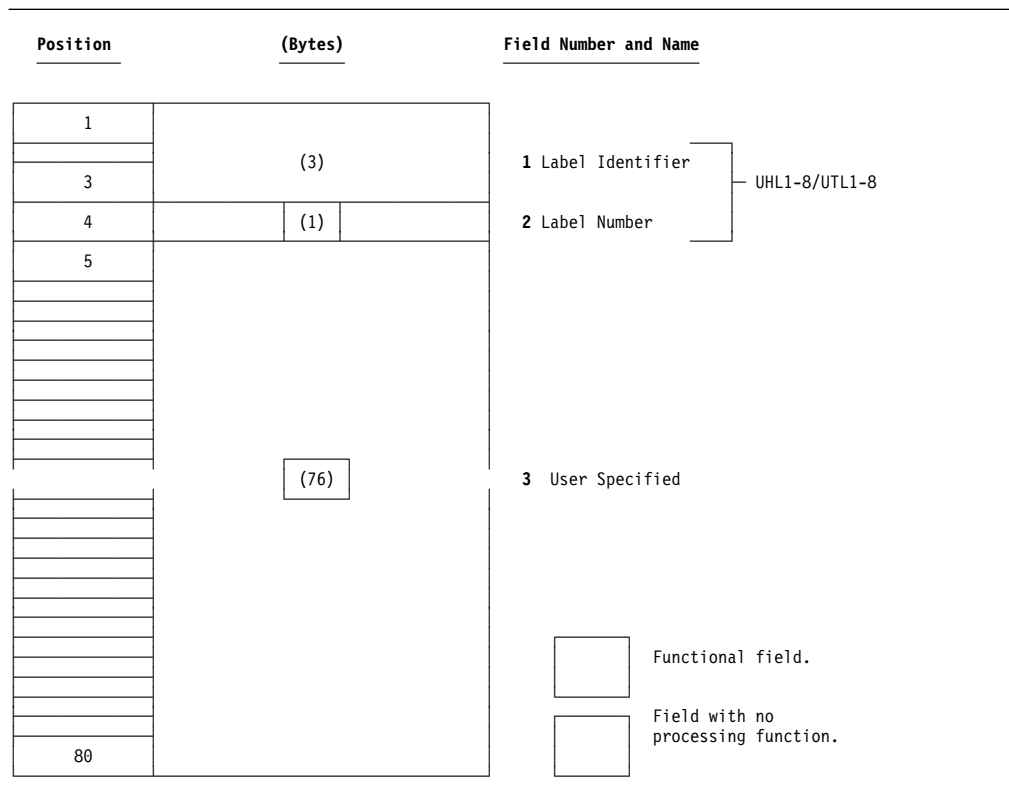 Position (Bytes) Field Number and Name
1
(3) 1 Label Identifier
3 UHL1-8/UTL1-8
4 (1) 2 Label Number
5
(76) 3 User Specified
Functional field.
Field with no
processing function.
80